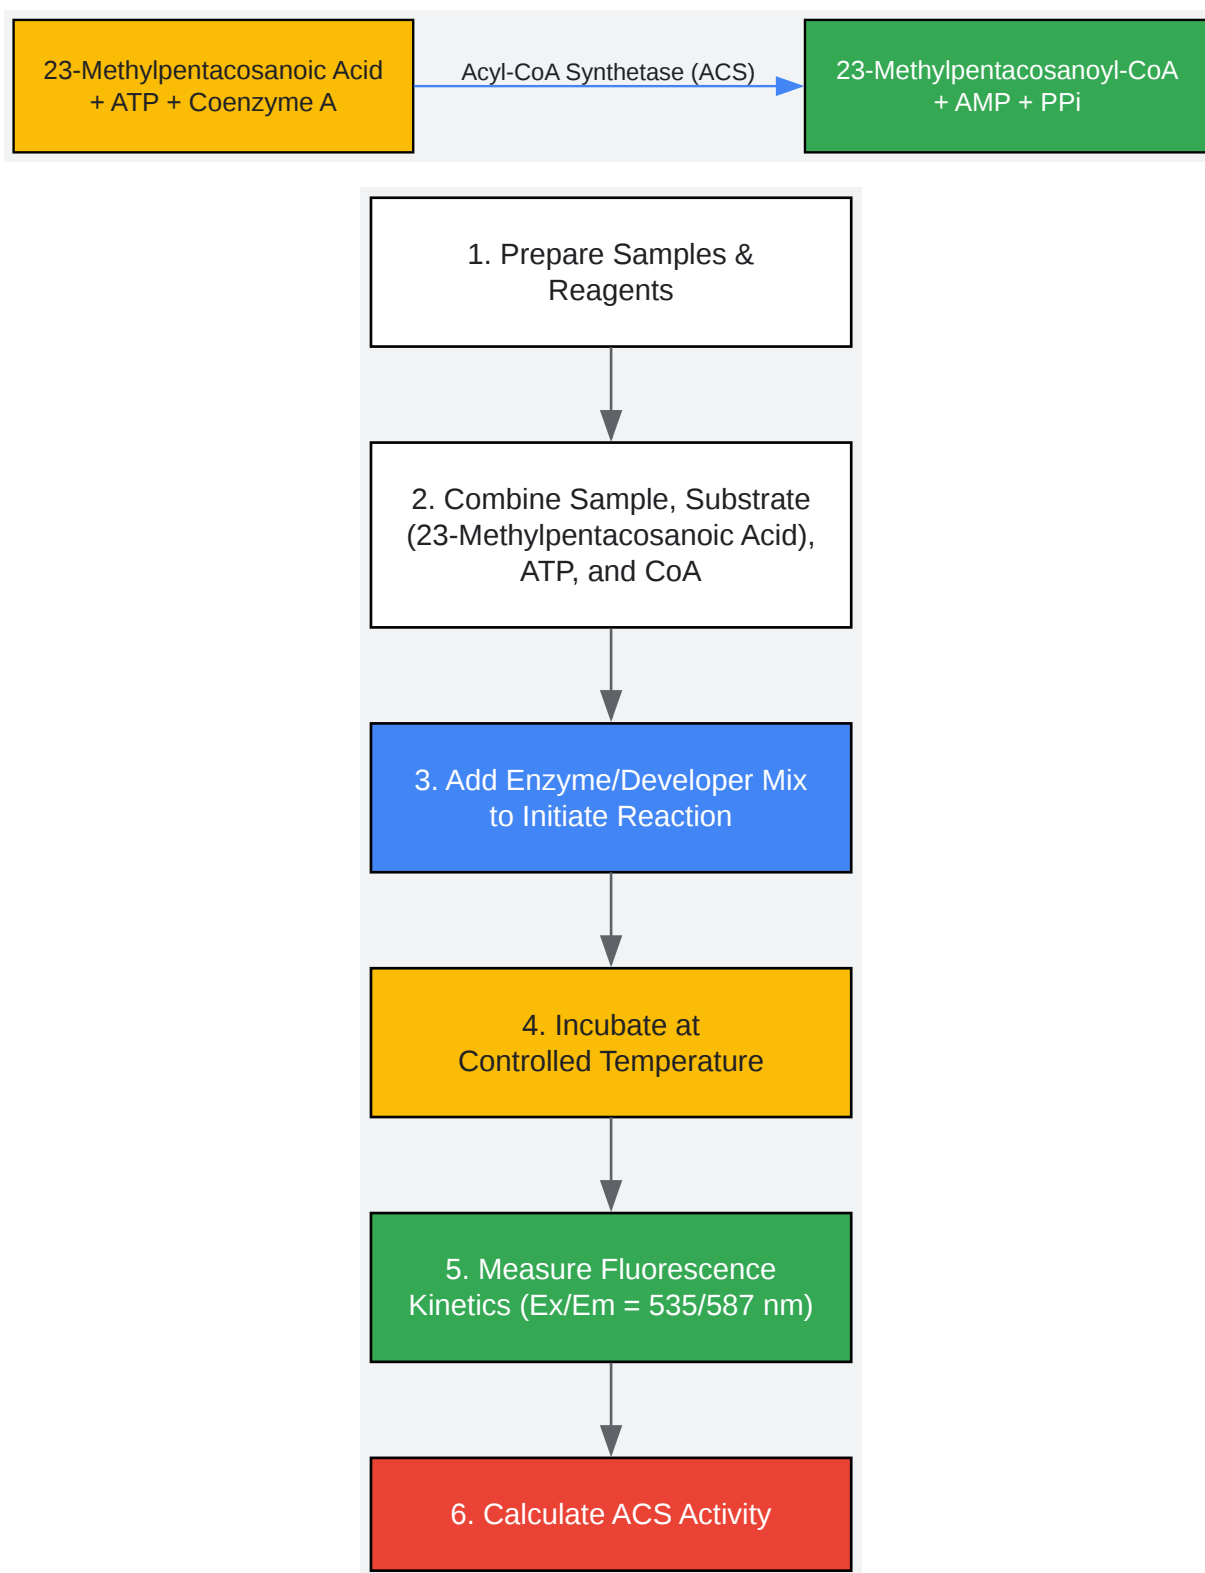 23-Methylpentacosanoic Acid
+ ATP + Coenzyme A
Acyl-CoA Synthetase (ACS)
23-Methylpentacosanoyl-CoA
+ AMP + PPi
1. Prepare Samples &
Reagents
2. Combine Sample, Substrate
(23-Methylpentacosanoic Acid),
ATP, and CoA
3. Add Enzyme/Developer Mix
to Initiate Reaction
4. Incubate at
Controlled Temperature
5. Measure Fluorescence
Kinetics (Ex/Em = 535/587 nm)
6. Calculate ACS Activity